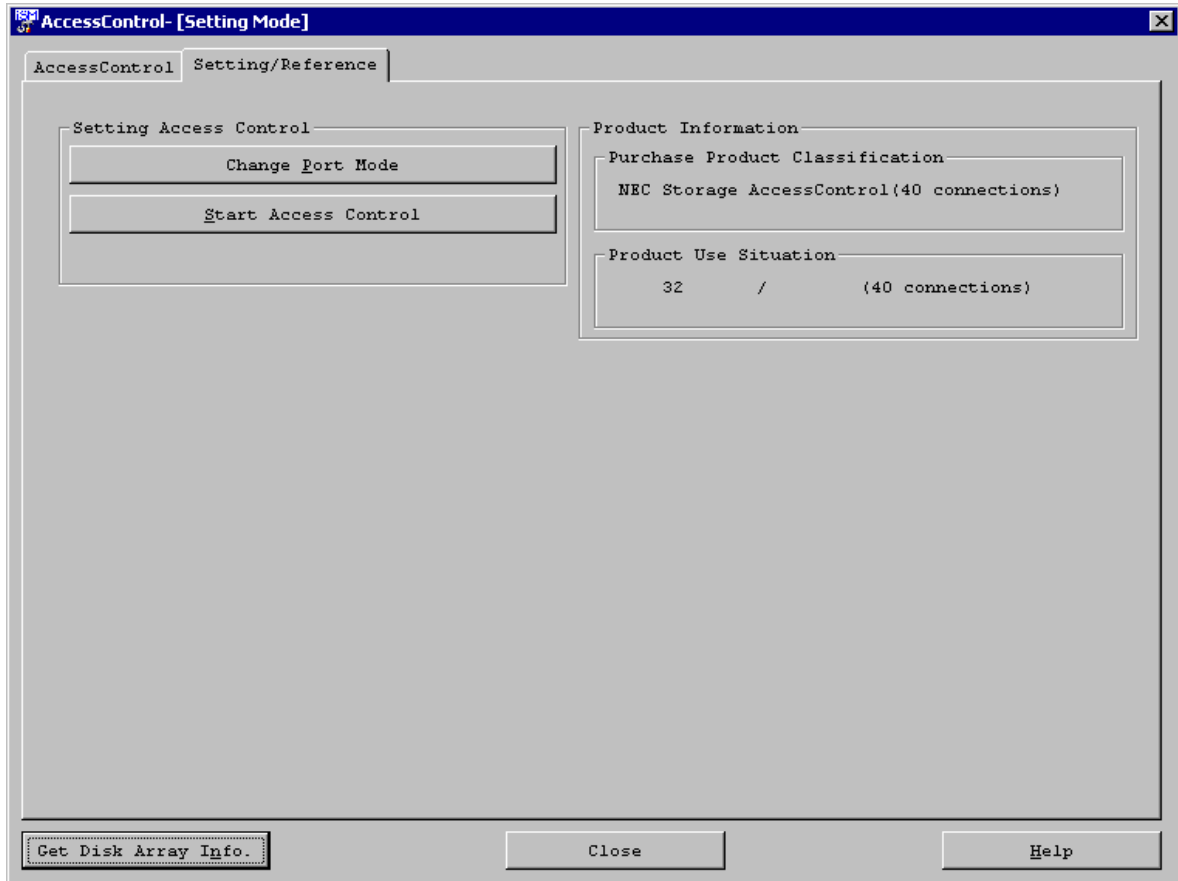 AccessControl- [Setting Mode]
AccessControl
Setting/Reference
Setting Access Control
Change Port Mode
Start Access Control
Product Information
Purchase Product Classification
NEC Storage AccessControl(40 connections)
Product Use Situation
32 / (40 connections)
Get Disk Array Info.
Close
Help